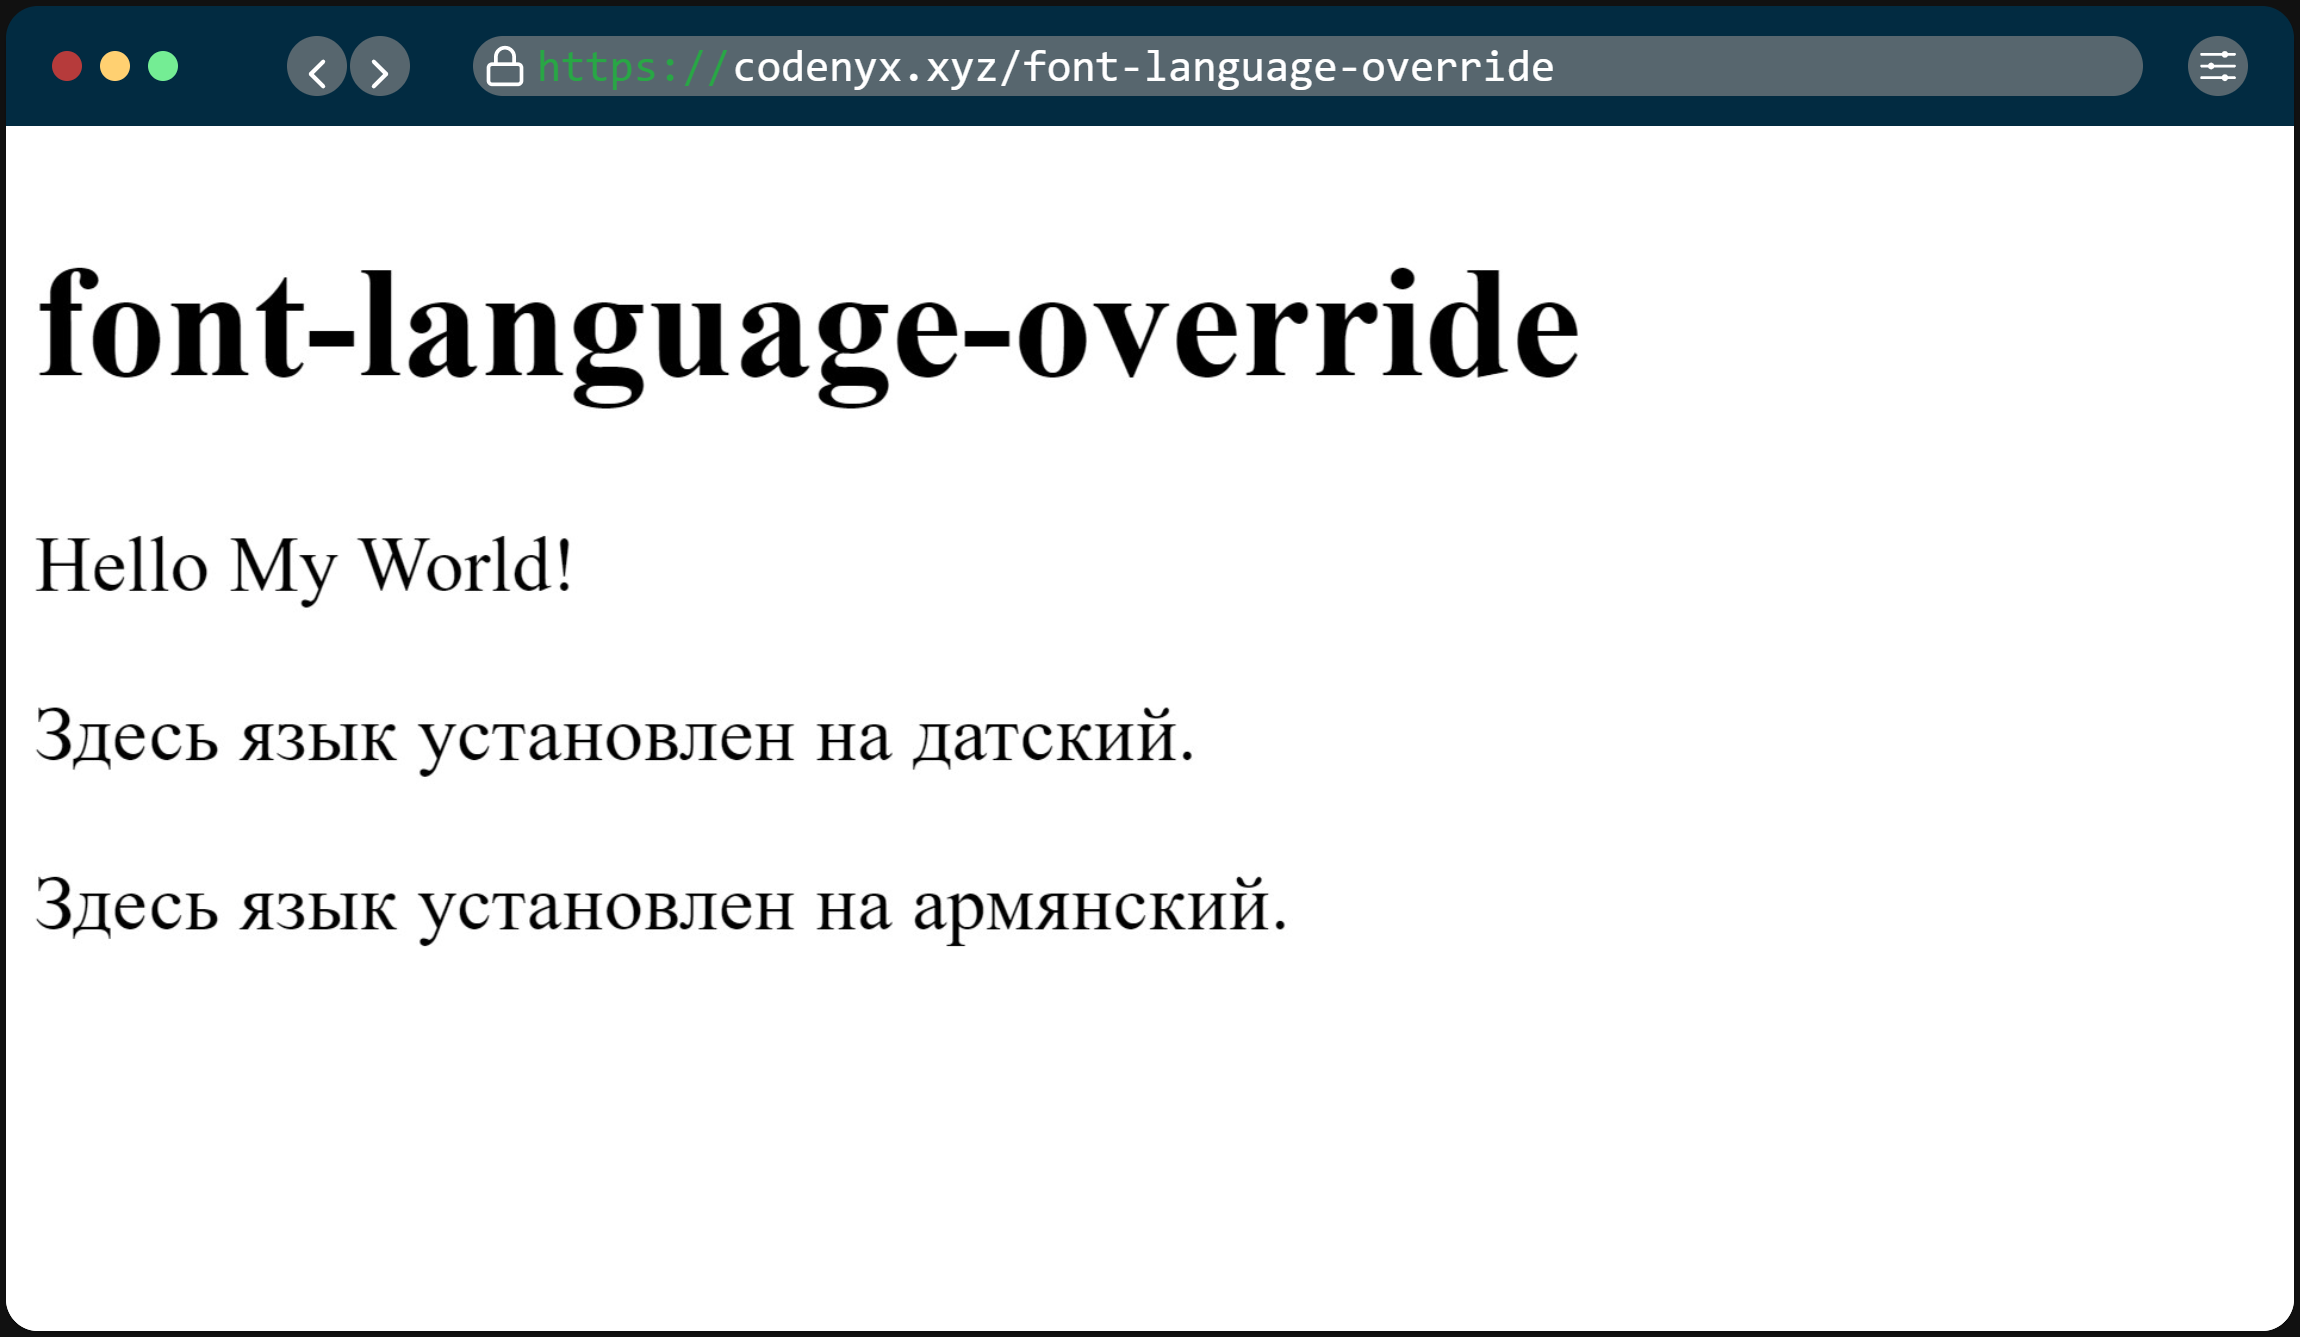 https://codenyx.xyz/font-language-override
font-language-override
Hello My World!
Здесь язык установлен на датский.
Здесь язык установлен на армянский.